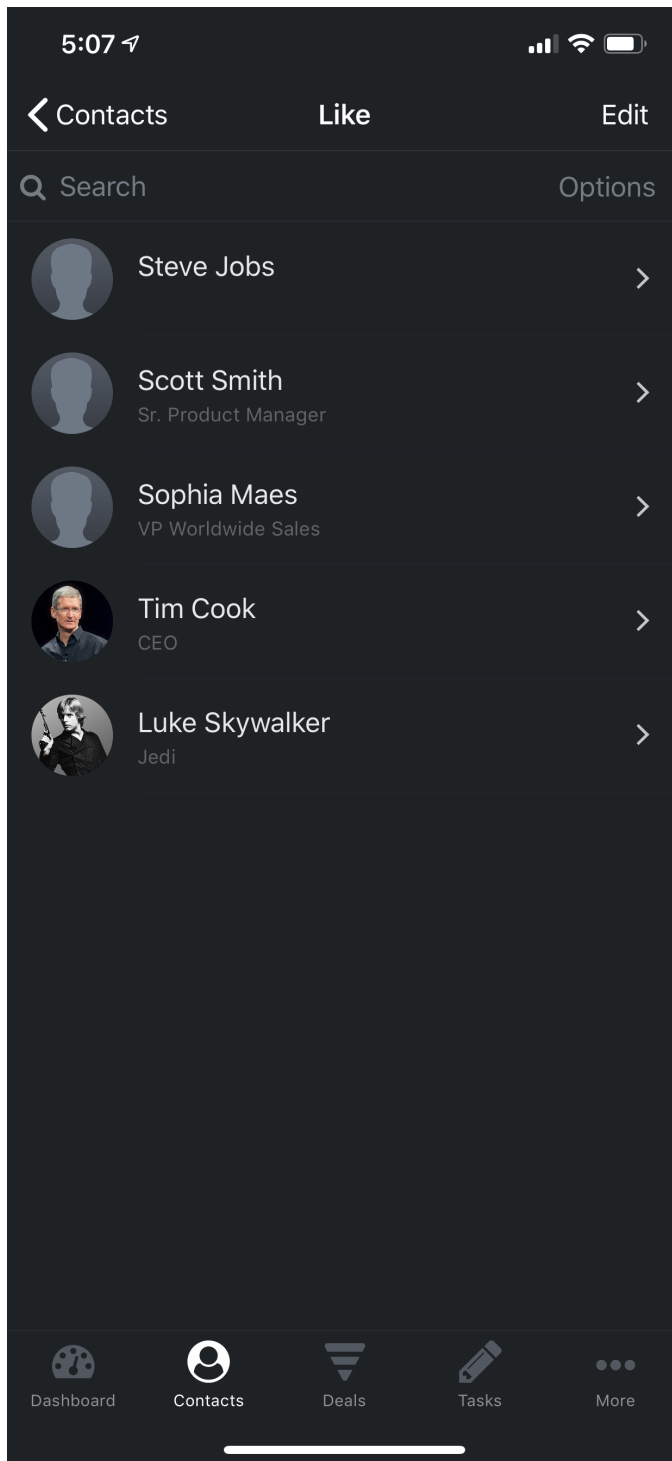 5:07
Contacts Like Edit
Search Options
Steve Jobs
Scott Smith
Sr. Product Manager
Sophia Maes
VP Worldwide Sales
Tim Cook
CEO
Luke Skywalker
Jedi
Dashboard Contacts Deals Tasks More